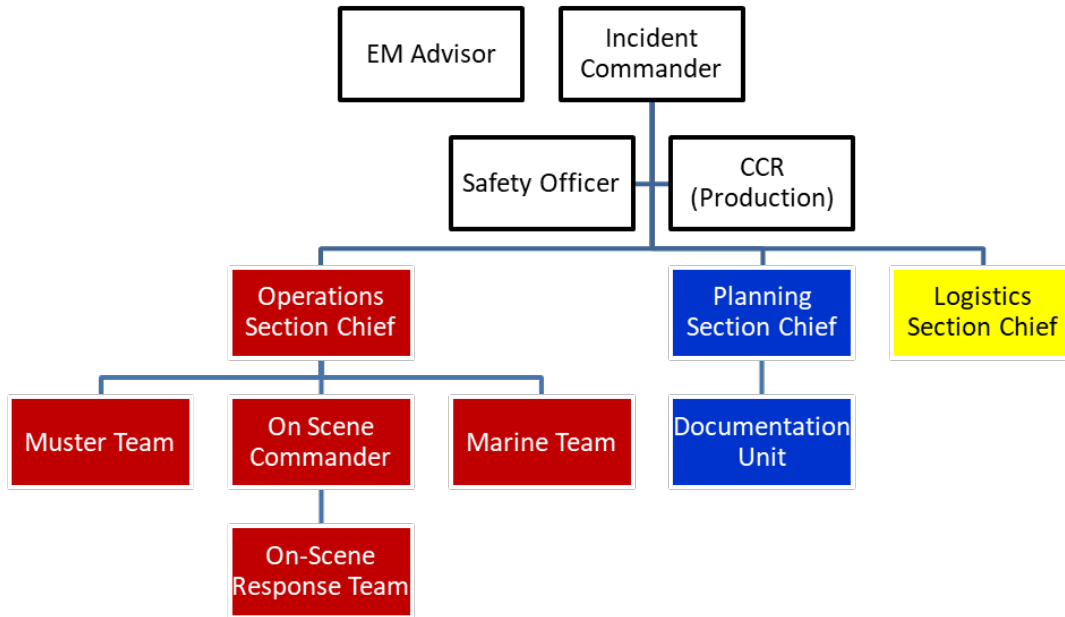 EM Advisor
Incident
Commander
Safety Officer
CCR
(Production)
Operations
Section Chief
Planning
Section Chief
Logistics
Section Chief
Muster Team
On Scene
Commander
Marine Team
Documentation
Unit
On-Scene
Response Team